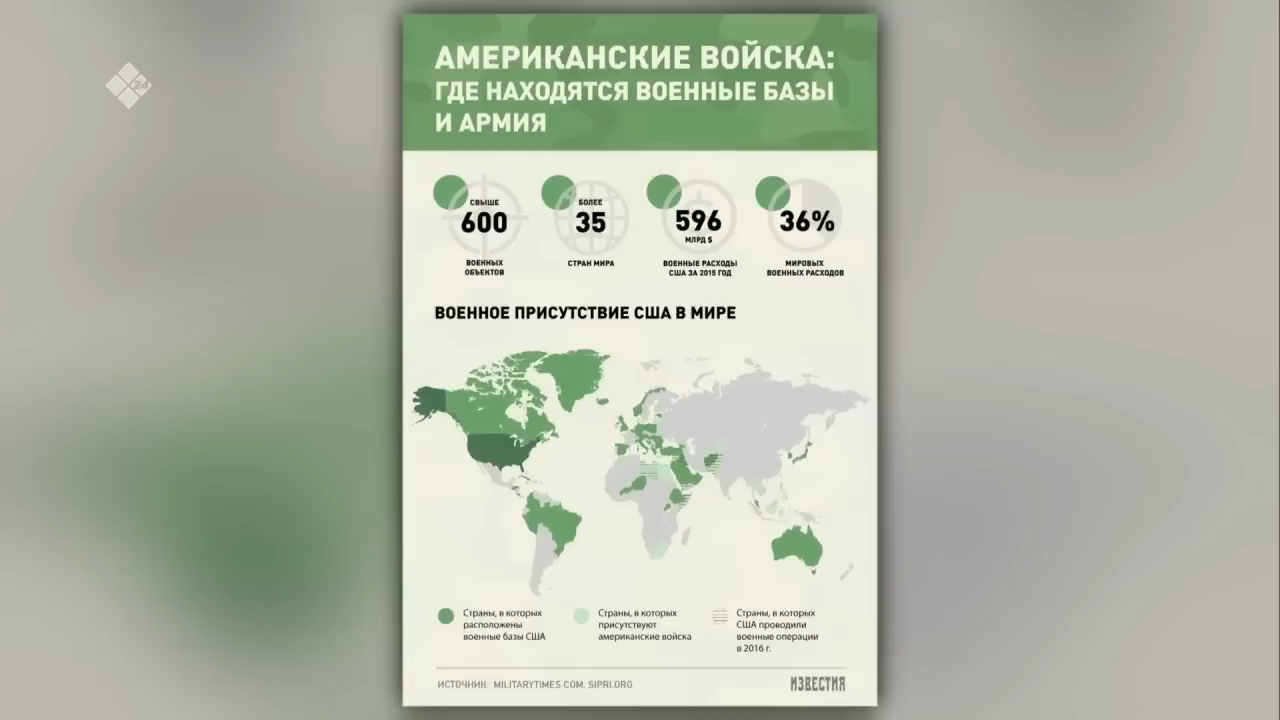 24
АМЕРИКАНСКИЕ ВОЙСКА:
ГДЕ НАХОДЯТСЯ ВОЕННЫЕ БАЗЫ
И АРМИЯ
СВЫШЕ
600
ВОЕННЫХ
ОБЪЕКТОВ
БОЛЕЕ
35
СТРАН МИРА
596
МЛРД $
ВОЕННЫЕ РАСХОДЫ
США ЗА 2015 ГОД
36%
МИРОВЫХ
ВОЕННЫХ РАСХОДОВ
ВОЕННОЕ ПРИСУТСТВИЕ США В МИРЕ
Страны, в которых
расположены
военные базы США
Страны, в которых
присутствуют
американские войска
Страны, в которых
США проводили
военные операции
в 2016 г.
ИСТОЧНИК: MILITARYTIMES.COM, SIPRI.ORG
ИЗВЕСТИЯ